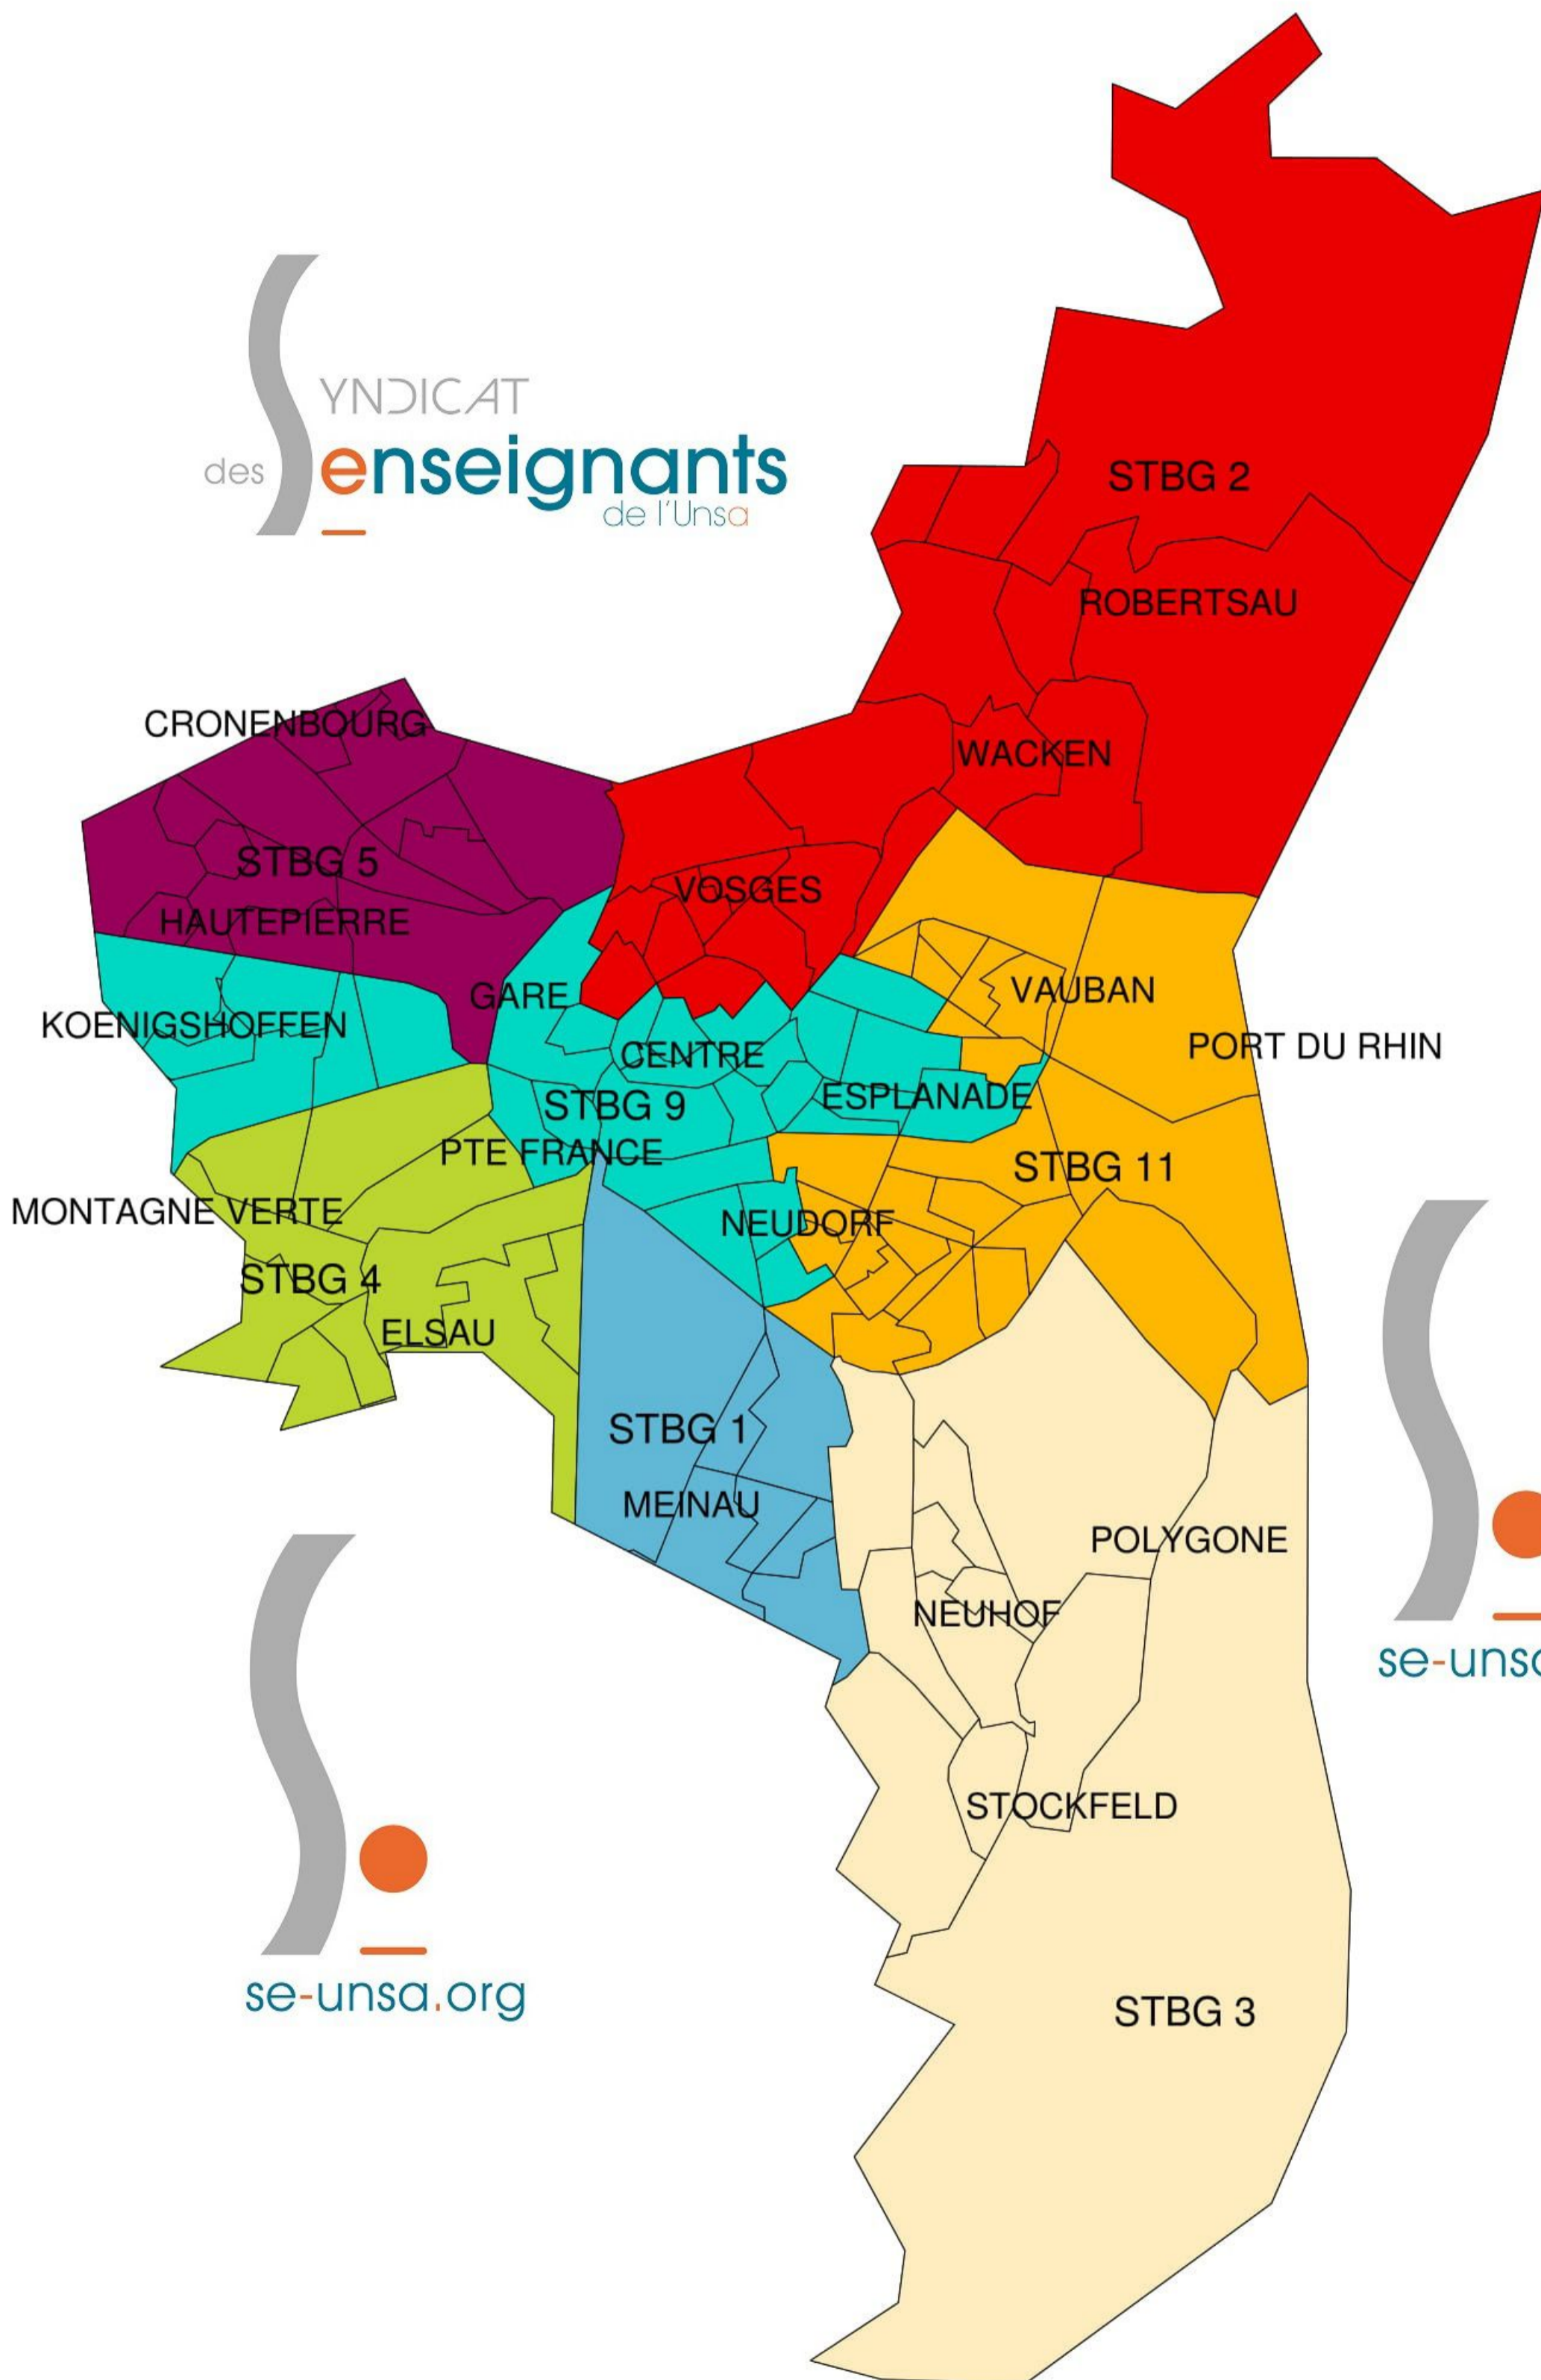 YNDICAT
des enseignants
de l'Unsa
STBG 2
ROBERTSAU
CRONENBOURG
WACKEN
STBG 5
VOSGES
HAUTEPIERRE
GARE
VAUBAN
KOENIGSHOFFEN
PORT DU RHIN
CENTRE
ESPLANADE
STBG 9
PTE FRANCE
STBG 11
MONTAGNE VERTE
NEUDORF
STBG 4
ELSAU
STBG 1
MEINAU
POLYGONE
NEUHOF
se-unsa
STOCKFELD
se-unsa.org
STBG 3